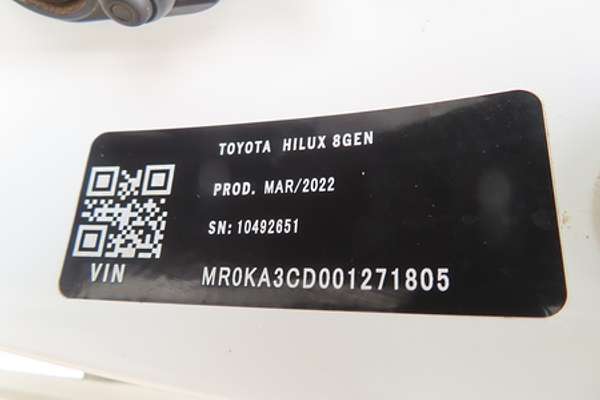 TOYOTA HILUX 8GEN
PROD. MAR/2022
SN: 10492651
VIN MR0KA3CD001271805